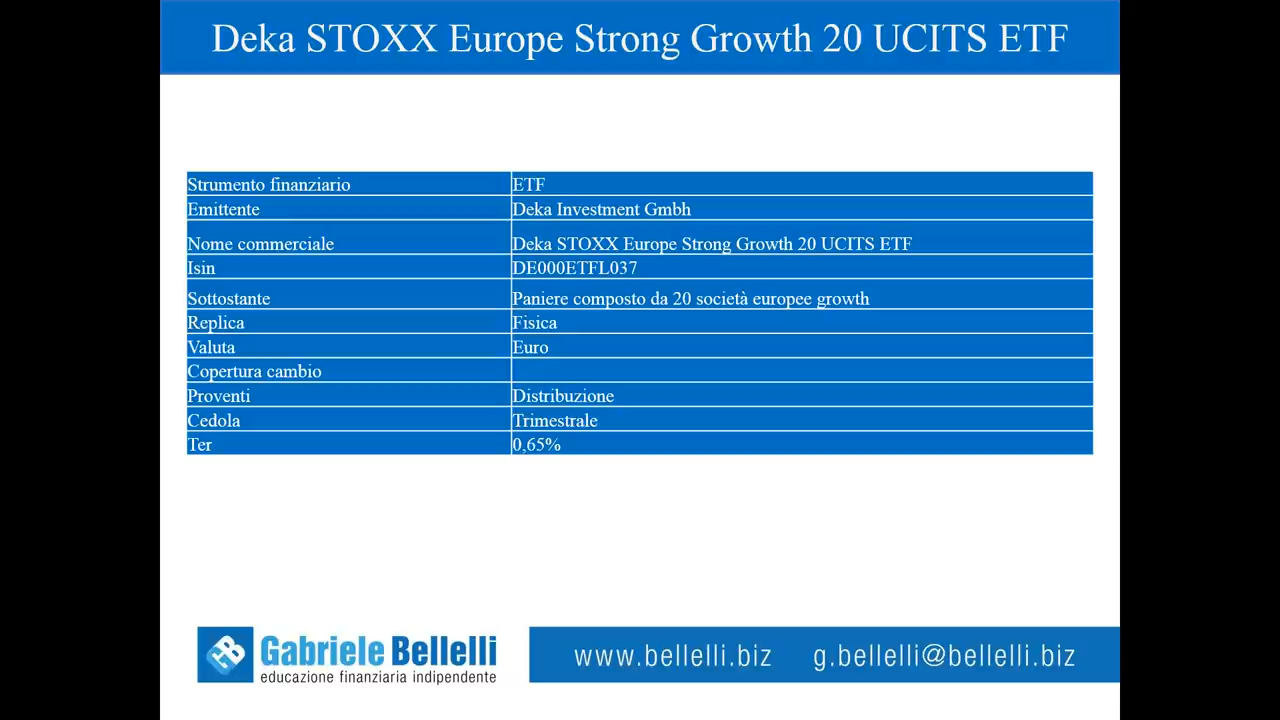 Deka STOXX Europe Strong Growth 20 UCITS ETF
Strumento finanziario ETF
Emittente Deka Investment Gmbh
Nome commerciale Deka STOXX Europe Strong Growth 20 UCITS ETF
Isin DE000ETFL037
Sottostante Paniere composto da 20 società europee growth
Replica Fisica
Valuta Euro
Copertura cambio
Proventi Distribuzione
Cedola Trimestrale
Ter 0,65%
Gabriele Bellelli
educazione finanziaria indipendente
www.bellelli.biz g.bellelli@bellelli.biz